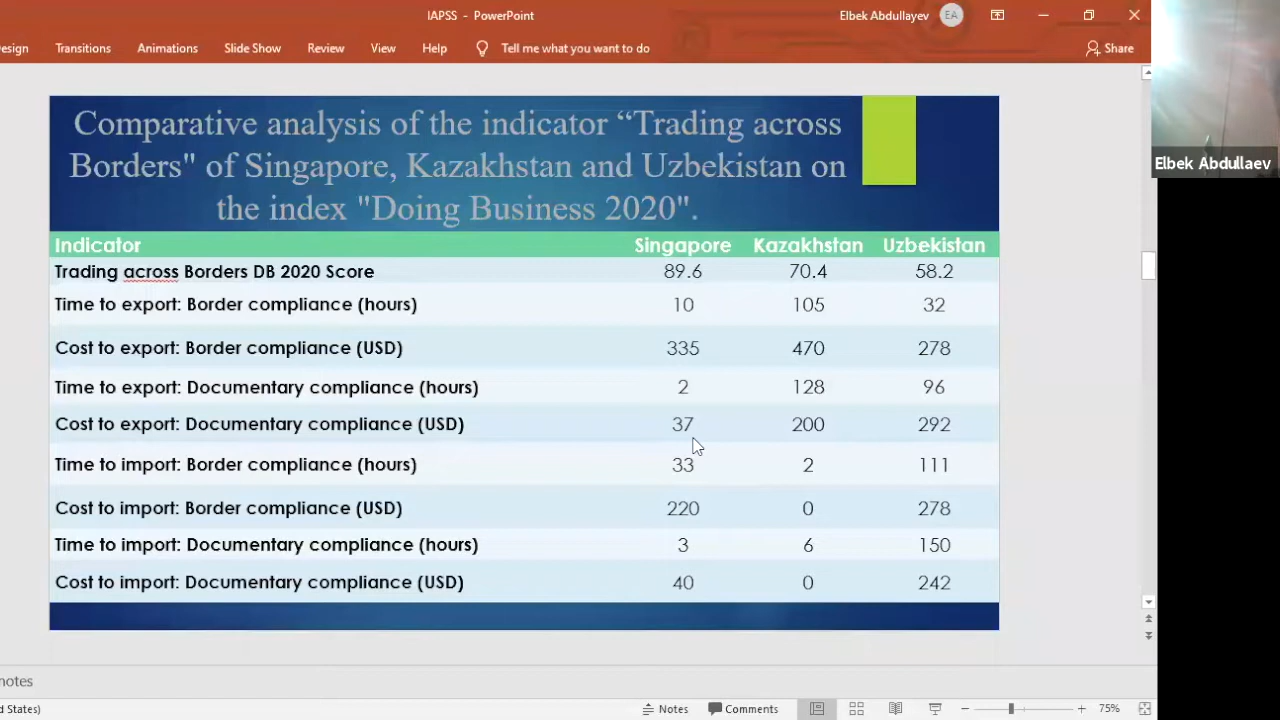 IAPSS - PowerPoint
Elbek Abdullayev EA
esign Transitions Animations Slide Show Review View Help Tell me what you want to do Share
Elbek Abdullaev
Comparative analysis of the indicator “Trading across
Borders" of Singapore, Kazakhstan and Uzbekistan on
the index "Doing Business 2020".
Indicator Singapore Kazakhstan Uzbekistan
Trading across Borders DB 2020 Score 89.6 70.4 58.2
Time to export: Border compliance (hours) 10 105 32
Cost to export: Border compliance (USD) 335 470 278
Time to export: Documentary compliance (hours) 2 128 96
Cost to export: Documentary compliance (USD) 37 200 292
Time to import: Border compliance (hours) 33 2 111
Cost to import: Border compliance (USD) 220 0 278
Time to import: Documentary compliance (hours) 3 6 150
Cost to import: Documentary compliance (USD) 40 0 242
notes
d States) Notes Comments 75%